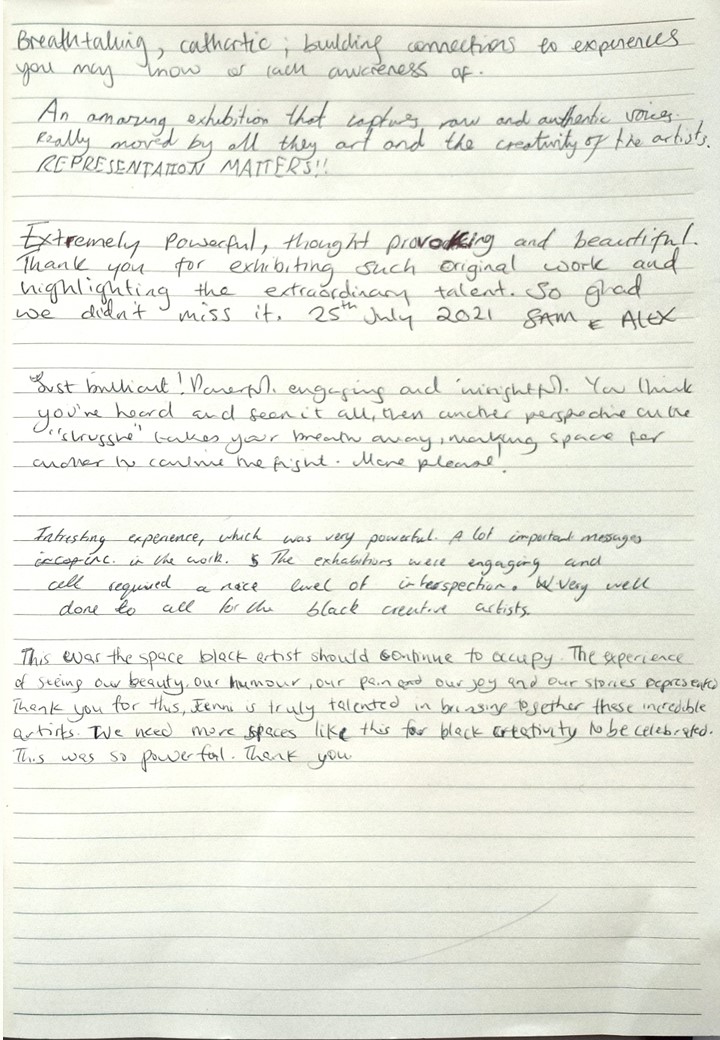 Breathtaking, cathartic; building connections to experiences
you may know or lack awareness of.
An amazing exhibition that captures raw and authentic voices.
Really moved by all they art and the creativity of the artists.
REPRESENTATION MATTERS!!
Extremely Powerful, thought provocking and beautiful.
Thank you for exhibiting such original work and
highlighting the extraordinary talent. So glad
we didn't miss it. 25th July 2021 SAM & ALEX
Just brilliant! Powerful, engaging and insightful. You think
you've heard and seen it all, then another perspective on the
"struggle" takes your breath away, making space for
another to continue the fight. More please!
Intresting experience, which was very powerful. A lot important messages
in the work. The exhabitiors were engaging and
all required a nice level of interspection. Very well
done to all for the black creative artists.
This was the space black artist should continue to occupy. The experience
of seeing our beauty, our humour, our pain and our joy and our stories represented
Thank you for this, Jenni is truly talented in bringing together these incredible
artists. We need more spaces like this for black creativity to be celebrated.
This was so powerful. Thank you